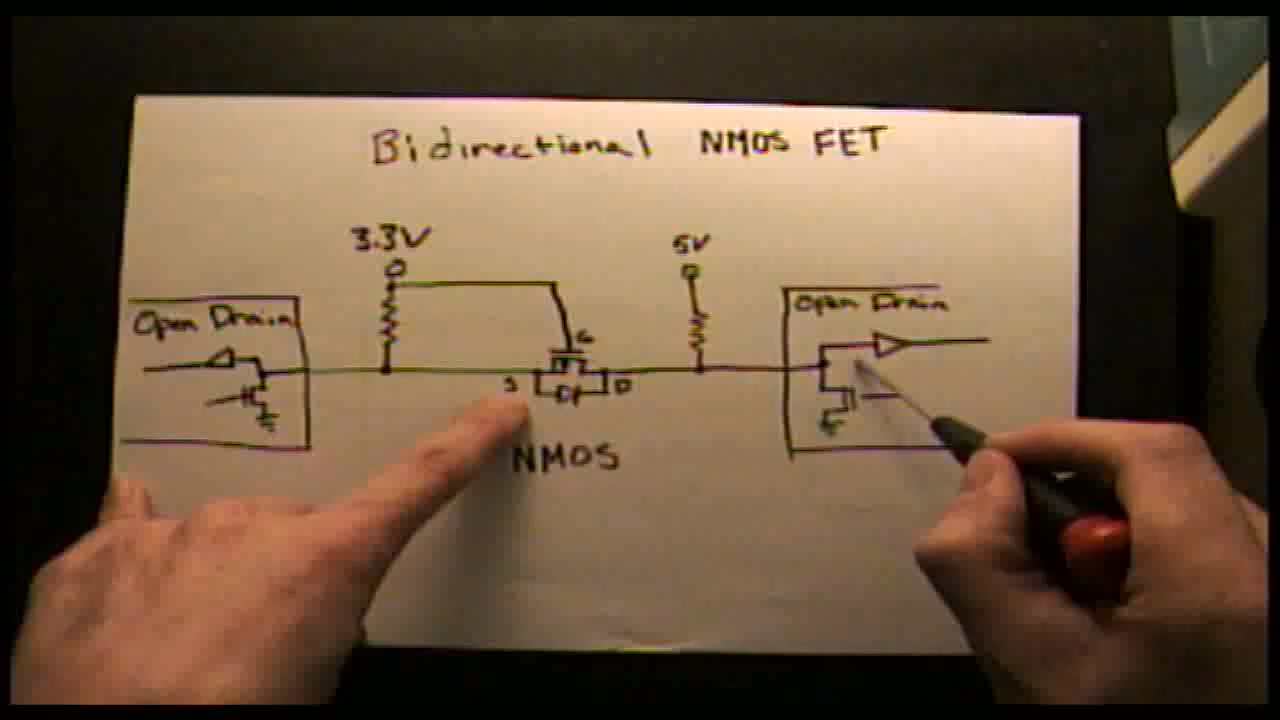 Bidirectional NMOS FET
3.3V
5V
Open Drain
Open Drain
G
S
D
NMOS